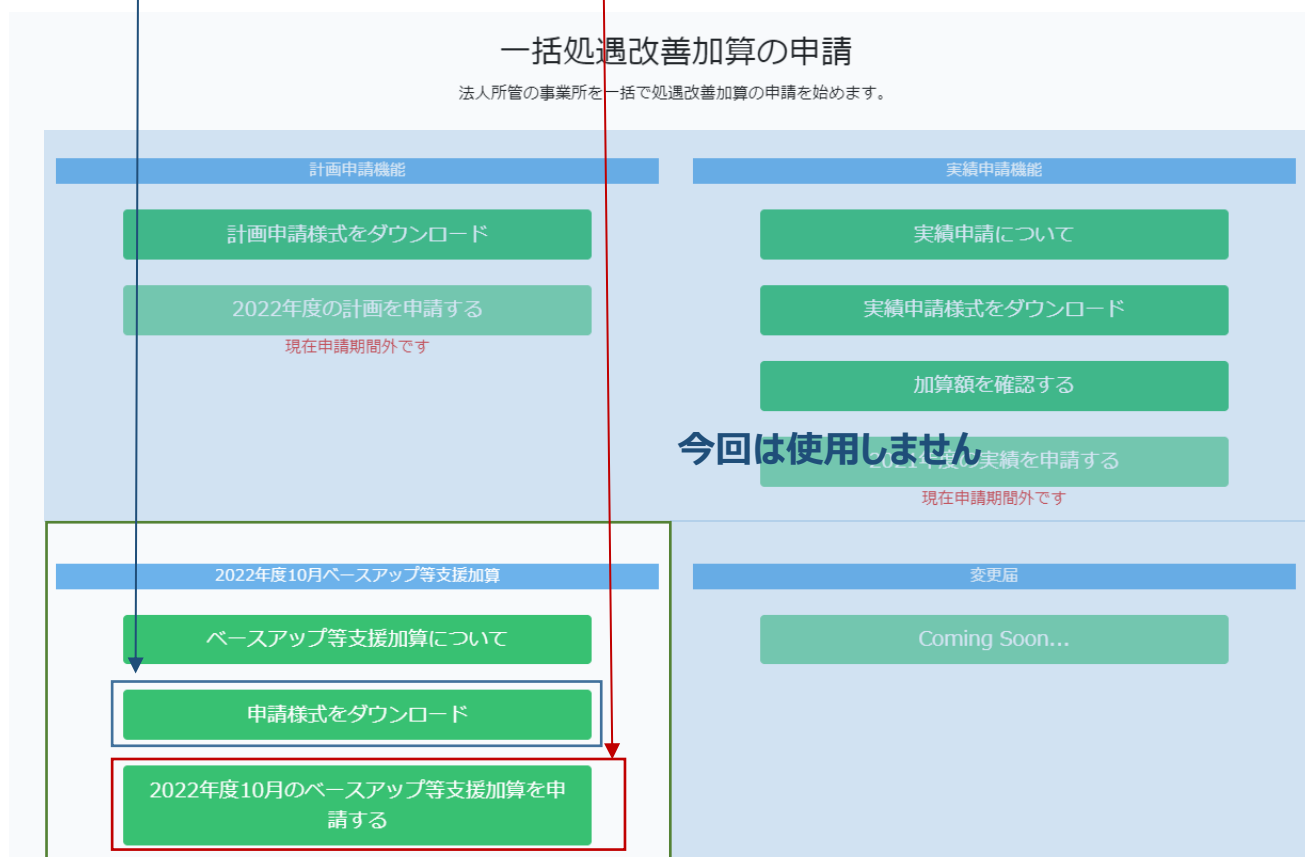 一括処遇改善加算の申請
法人所管の事業所を一括で処遇改善加算の申請を始めます。
計画申請機能
計画申請様式をダウンロード
2022年度の計画を申請する
現在申請期間外です
実績申請機能
実績申請について
実績申請様式をダウンロード
加算額を確認する
今回は使用しません
2021年度の実績を申請する
現在申請期間外です
2022年度10月ベースアップ等支援加算
ベースアップ等支援加算について
申請様式をダウンロード
2022年度10月のベースアップ等支援加算を申
請する
変更届
Coming Soon...